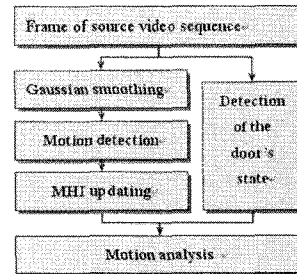 Frame of source video sequence
Gaussian smoothing
Motion detection
MHI updating
Detection
of the
door's
state
Motion analysis